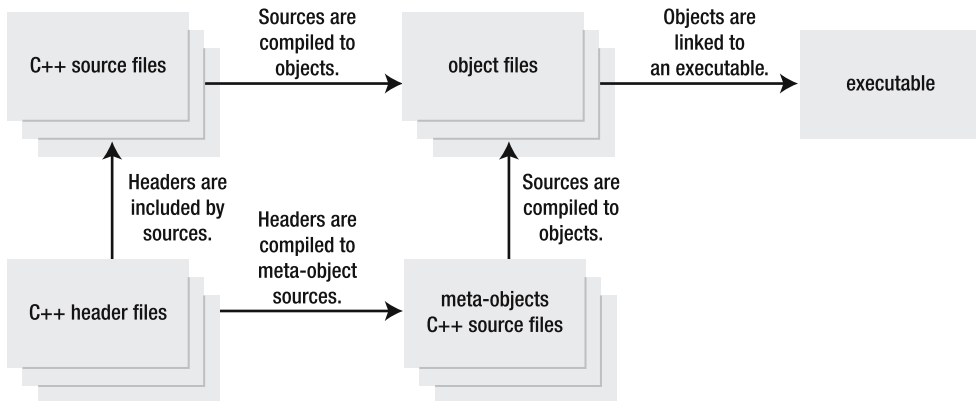 C++ source files
Sources are
compiled to
objects.
object files
Objects are
linked to
an executable.
executable
Headers are
included by
sources.
Headers are
compiled to
meta-object
sources.
Sources are
compiled to
objects.
C++ header files
meta-objects
C++ source files